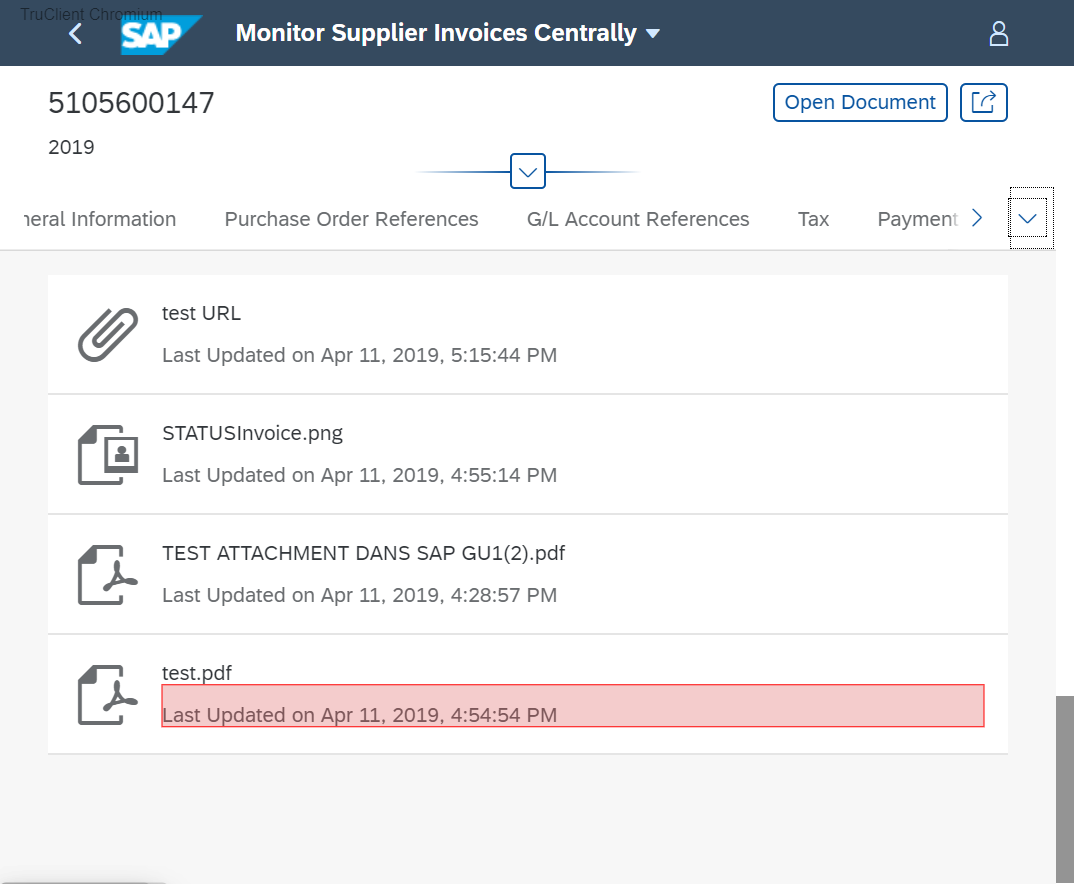 TruClient Chromium
SAP
Monitor Supplier Invoices Centrally
5105600147
Open Document
2019
neral Information
Purchase Order References
G/L Account References
Tax
Payment
test URL
Last Updated on Apr 11, 2019, 5:15:44 PM
STATUSInvoice.png
Last Updated on Apr 11, 2019, 4:55:14 PM
TEST ATTACHMENT DANS SAP GU1(2).pdf
Last Updated on Apr 11, 2019, 4:28:57 PM
test.pdf
Last Updated on Apr 11, 2019, 4:54:54 PM